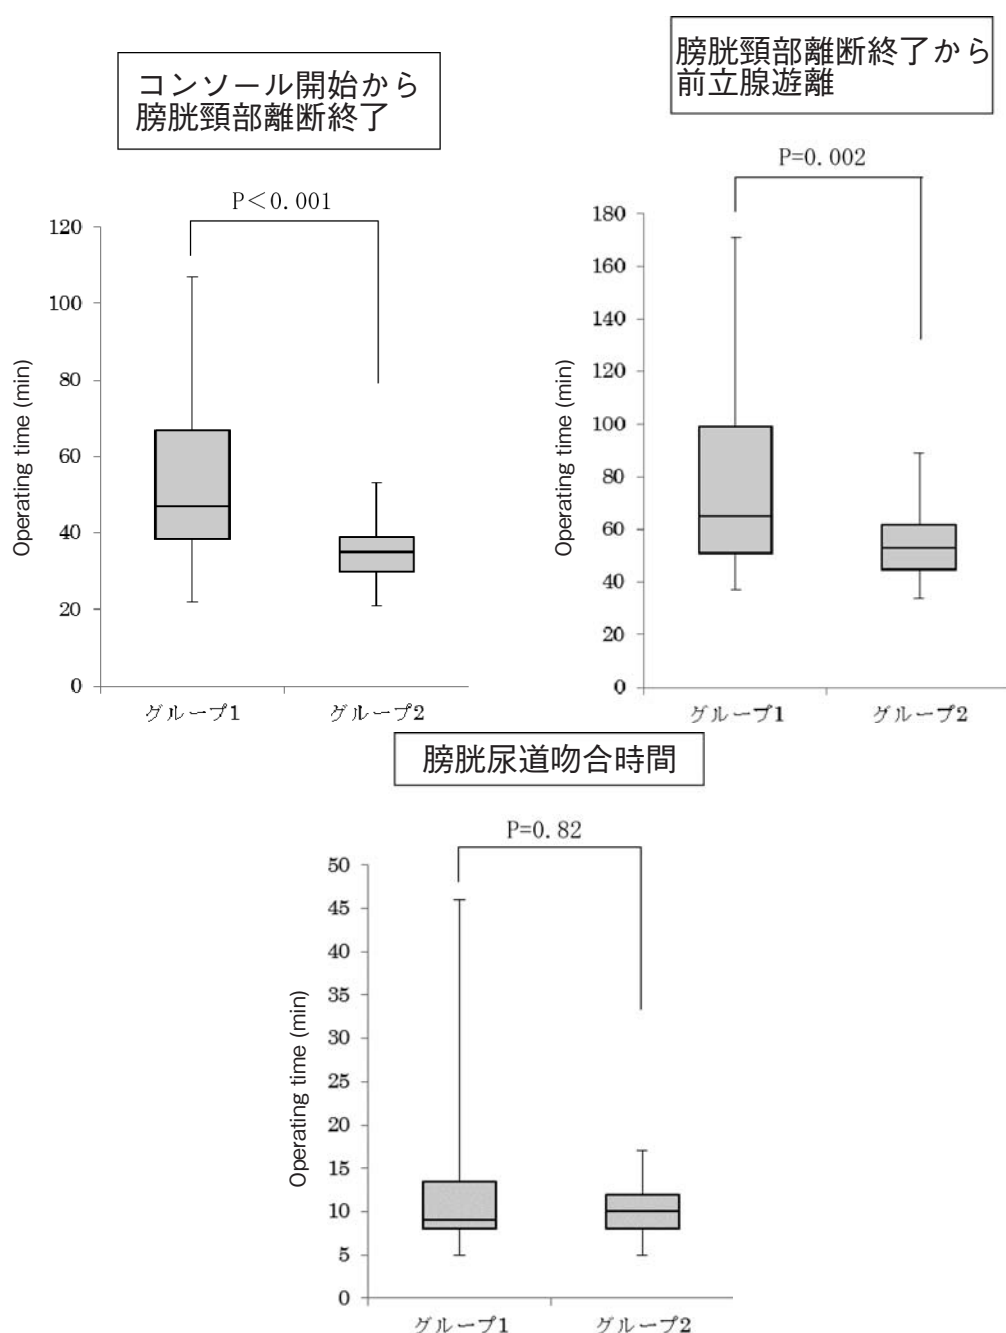 コンソール開始から
膀胱頸部離断終了
P<0.001
120
100
80
60
40
20
0
Operating time (min)
グループ1
グループ2
膀胱頸部離断終了から
前立腺遊離
P=0.002
180
160
140
120
100
80
60
40
20
0
Operating time (min)
グループ1
グループ2
膀胱尿道吻合時間
P=0.82
50
45
40
35
30
25
20
15
10
5
0
Operating time (min)
グループ1
グループ2